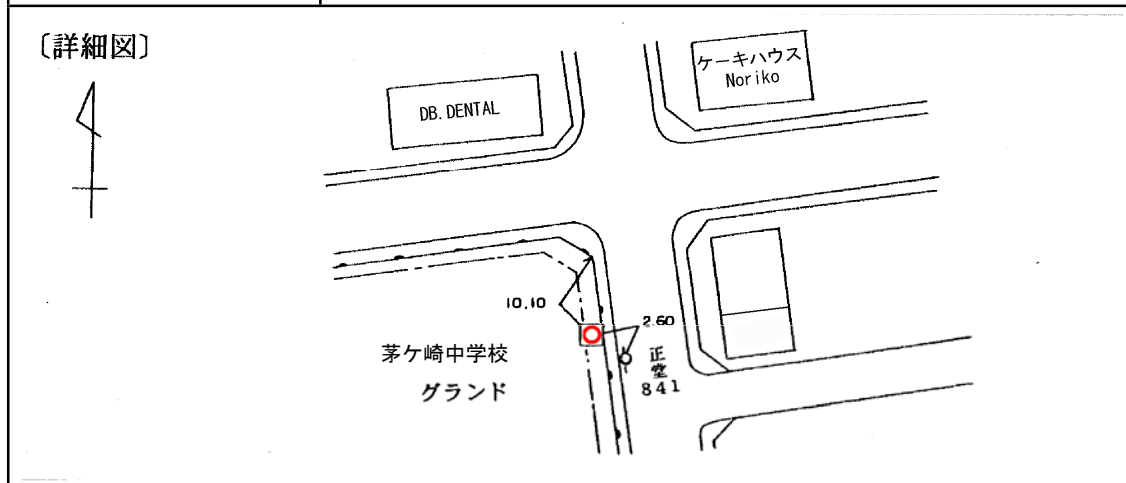 〔詳細図〕
ケーキハウス
Noriko
DB. DENTAL
10.10
2.60
茅ケ崎中学校
グランド
正堂
841